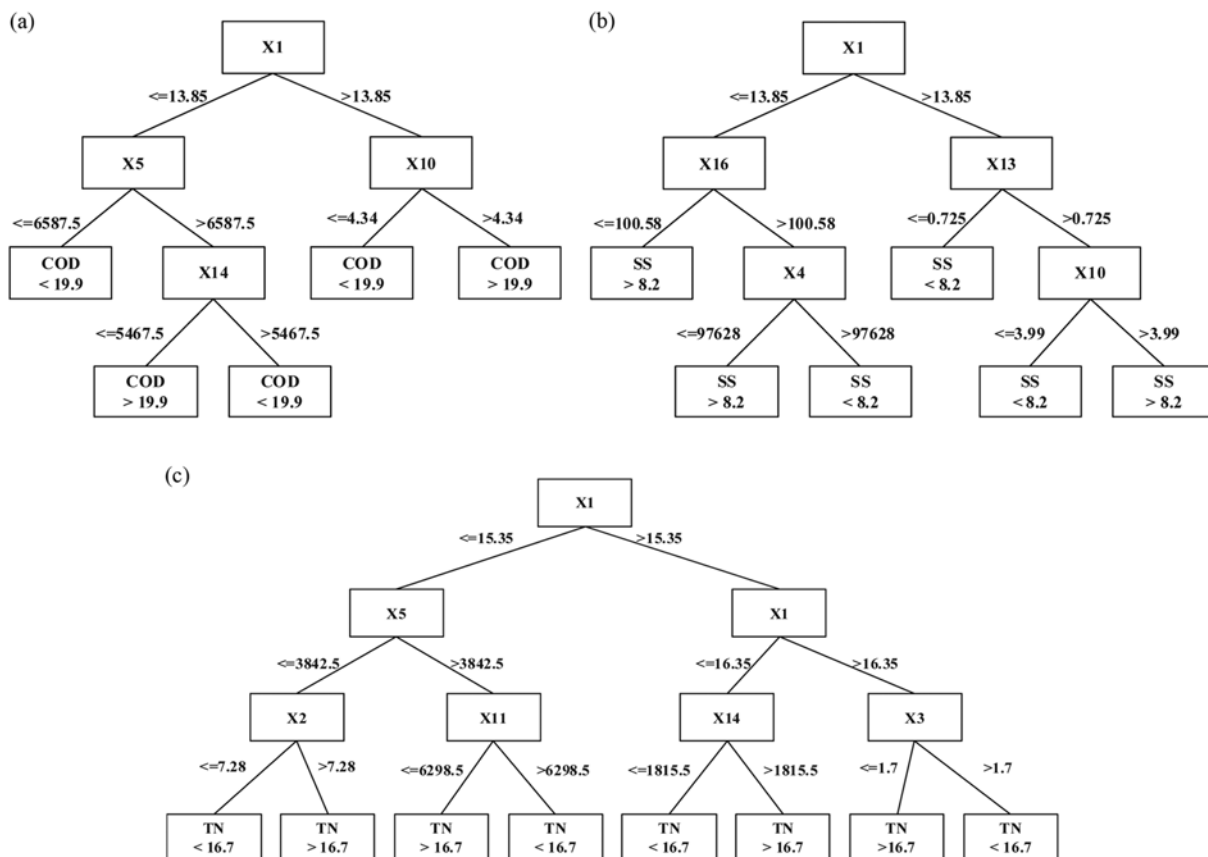 (a)
X1
<=13.85
>13.85
X5
X10
<=6587.5
>6587.5
<=4.34
>4.34
COD
< 19.9
X14
COD
< 19.9
COD
> 19.9
<=5467.5
>5467.5
COD
> 19.9
COD
< 19.9
(b)
X1
<=13.85
>13.85
X16
X13
<=100.58
>100.58
<=0.725
>0.725
SS
> 8.2
X4
SS
< 8.2
X10
<=97628
>97628
<=3.99
>3.99
SS
> 8.2
SS
< 8.2
SS
< 8.2
SS
> 8.2
(c)
X1
<=15.35
>15.35
X5
X1
<=3842.5
>3842.5
<=16.35
>16.35
X2
X11
X14
X3
<=7.28
>7.28
<=6298.5
>6298.5
<=1815.5
>1815.5
<=1.7
>1.7
TN
< 16.7
TN
> 16.7
TN
> 16.7
TN
< 16.7
TN
< 16.7
TN
> 16.7
TN
>16.7
TN
< 16.7